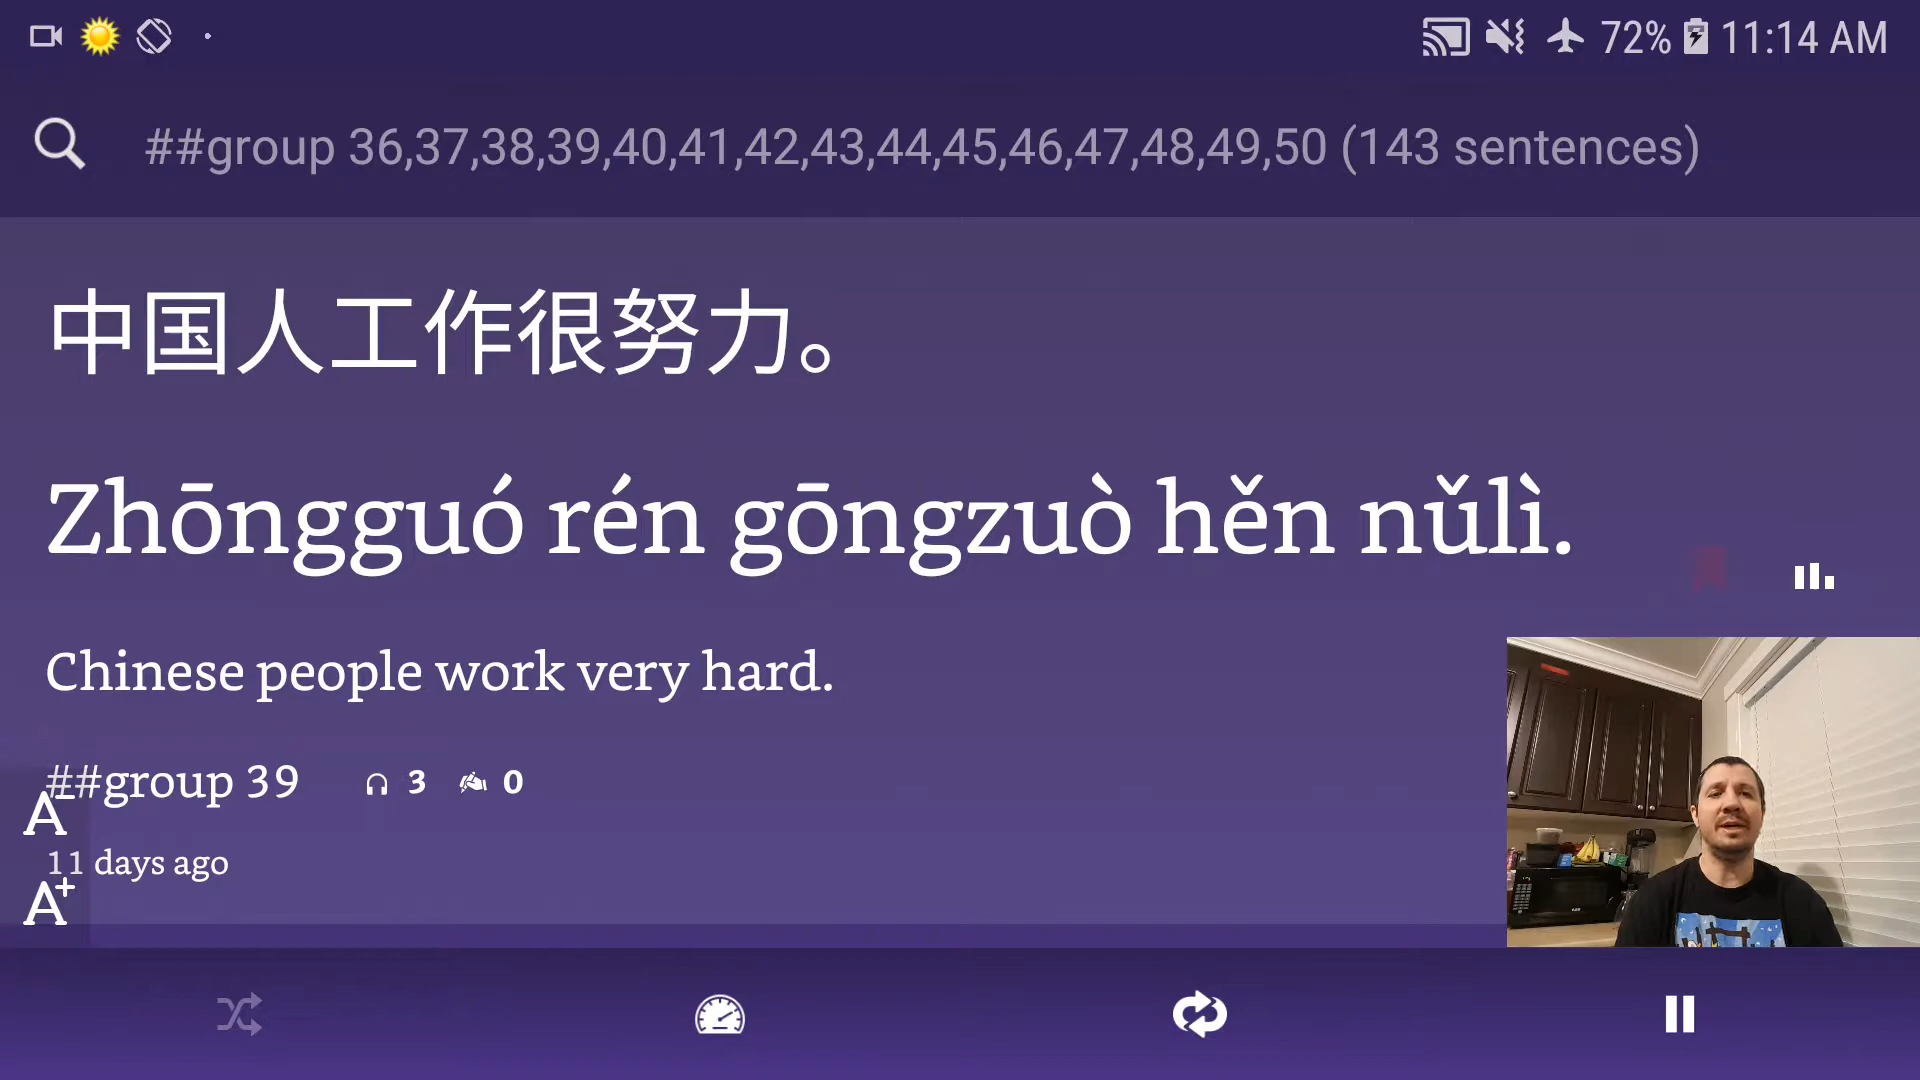 72% 11:14 AM
##group 36,37,38,39,40,41,42,43,44,45,46,47,48,49,50 (143 sentences)
中国人工作很努力。
Zhōngguó rén gōngzuò hěn nǔlì.
Chinese people work very hard.
##group 39 3 0
A-
11 days ago
A+